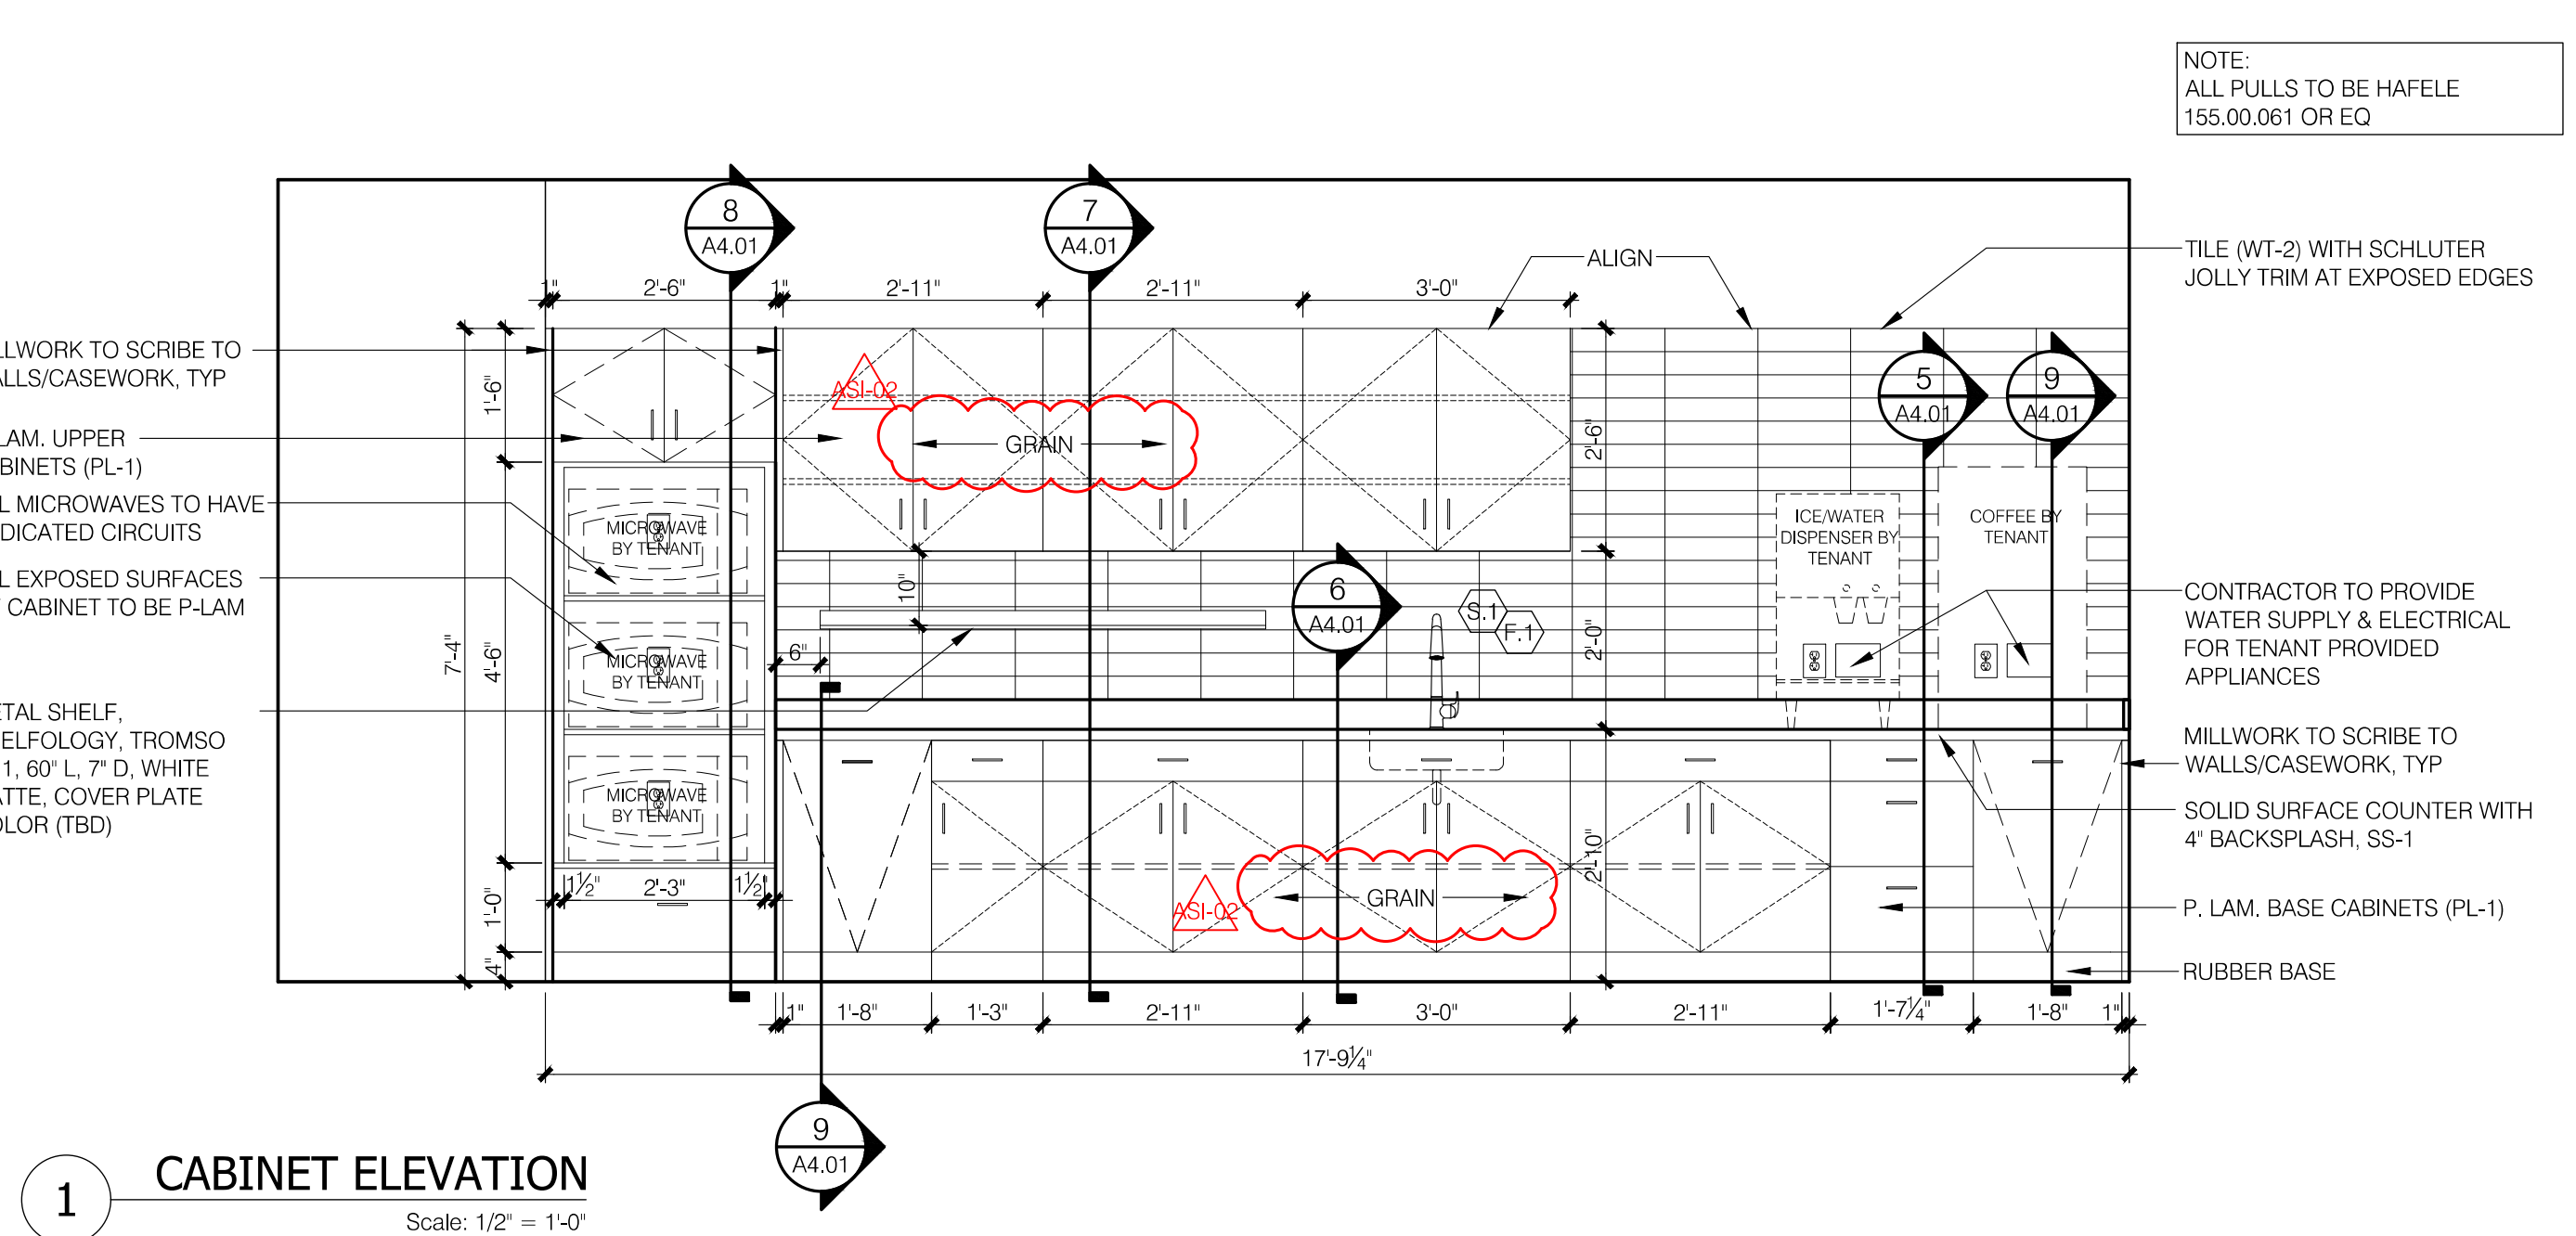 NOTE:
ALL PULLS TO BE HAFELE
155.00.061 OR EQ
8
A4.01
7
A4.01
ALIGN
TILE (WT-2) WITH SCHLUTER
JOLLY TRIM AT EXPOSED EDGES
1"
2'-6"
1"
2'-11"
2'-11"
3'-0"
LLWORK TO SCRIBE TO
ALLS/CASEWORK, TYP
LAM. UPPER
BINETS (PL-1)
L MICROWAVES TO HAVE
DICATED CIRCUITS
L EXPOSED SURFACES
CABINET TO BE P-LAM
ETAL SHELF,
ELFOLOGY, TROMSO
1, 60" L, 7" D, WHITE
ATTE, COVER PLATE
OLOR (TBD)
7'-4"
1'-6"
4'-6"
1'-0"
4"
ASI-02
GRAIN
2'-6"
5
A4.01
9
A4.01
MICROWAVE
BY TENANT
MICROWAVE
BY TENANT
MICROWAVE
BY TENANT
10"
6"
6
A4.01
S.1
F.1
2'-0"
ICE/WATER
DISPENSER BY
TENANT
COFFEE BY
TENANT
CONTRACTOR TO PROVIDE
WATER SUPPLY & ELECTRICAL
FOR TENANT PROVIDED
APPLIANCES
MILLWORK TO SCRIBE TO
WALLS/CASEWORK, TYP
SOLID SURFACE COUNTER WITH
4" BACKSPLASH, SS-1
P. LAM. BASE CABINETS (PL-1)
RUBBER BASE
1½"
2'-3"
1½"
ASI-02
GRAIN
2'-10"
1"
1'-8"
1'-3"
2'-11"
3'-0"
2'-11"
1'-7¼"
1'-8"
1"
17'-9¼"
9
A4.01
1
CABINET ELEVATION
Scale: 1/2" = 1'-0"